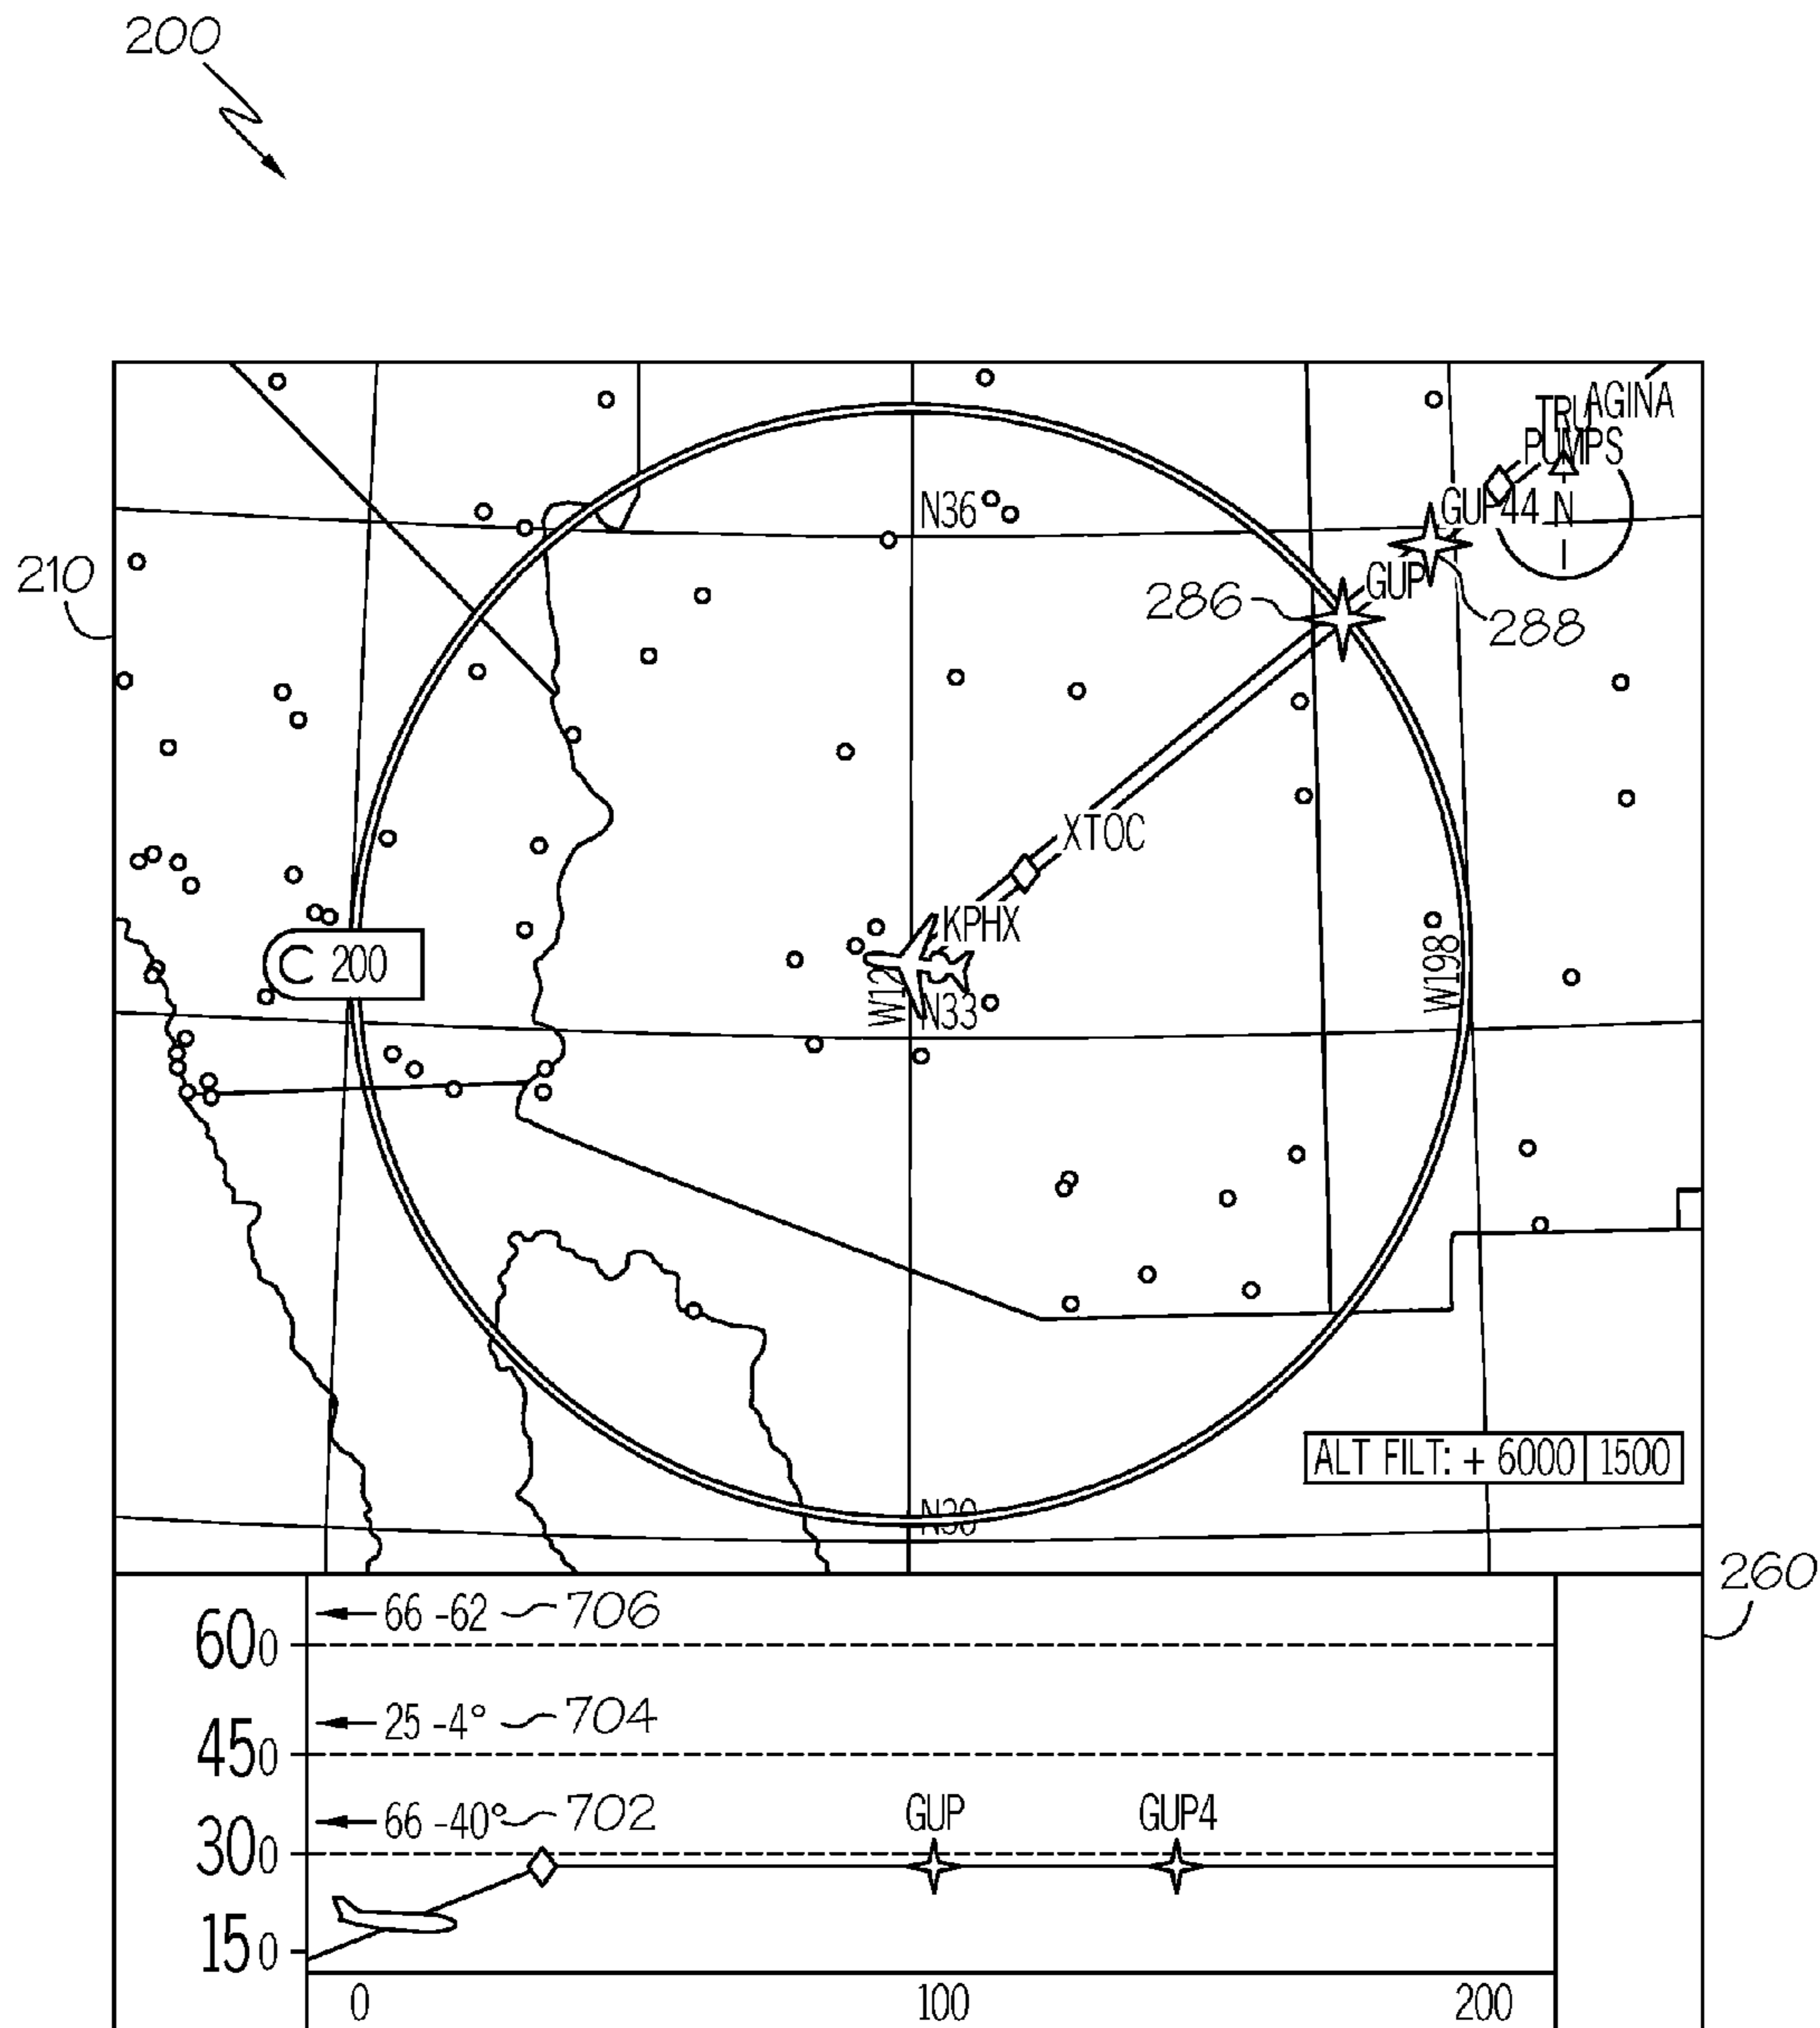 200
AGINA
TRU
PUMPS
N36
GUP44 N
210
GUP
286
288
XTOC
KPHX
200
W12
N33
W198
ALT FILT: + 6000 1500
N30
260
66 -62 706
600
25 -4° 704
450
66 -40° 702
GUP GUP4
300
150
0 100 200